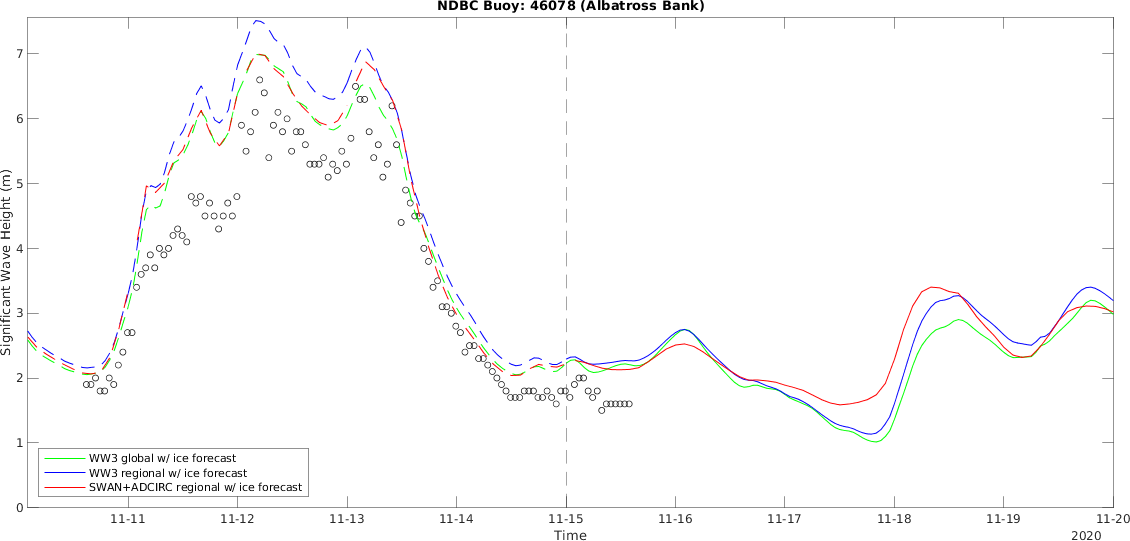 NDBC Buoy: 46078 (Albatross Bank)
7
6
5
4
3
2
1
0
Significant Wave Height (m)
WW3 global w/ ice forecast
WW3 regional w/ ice forecast
SWAN+ADCIRC regional w/ ice forecast
11-11 11-12 11-13 11-14 11-15 11-16 11-17 11-18 11-19 11-20
Time
2020